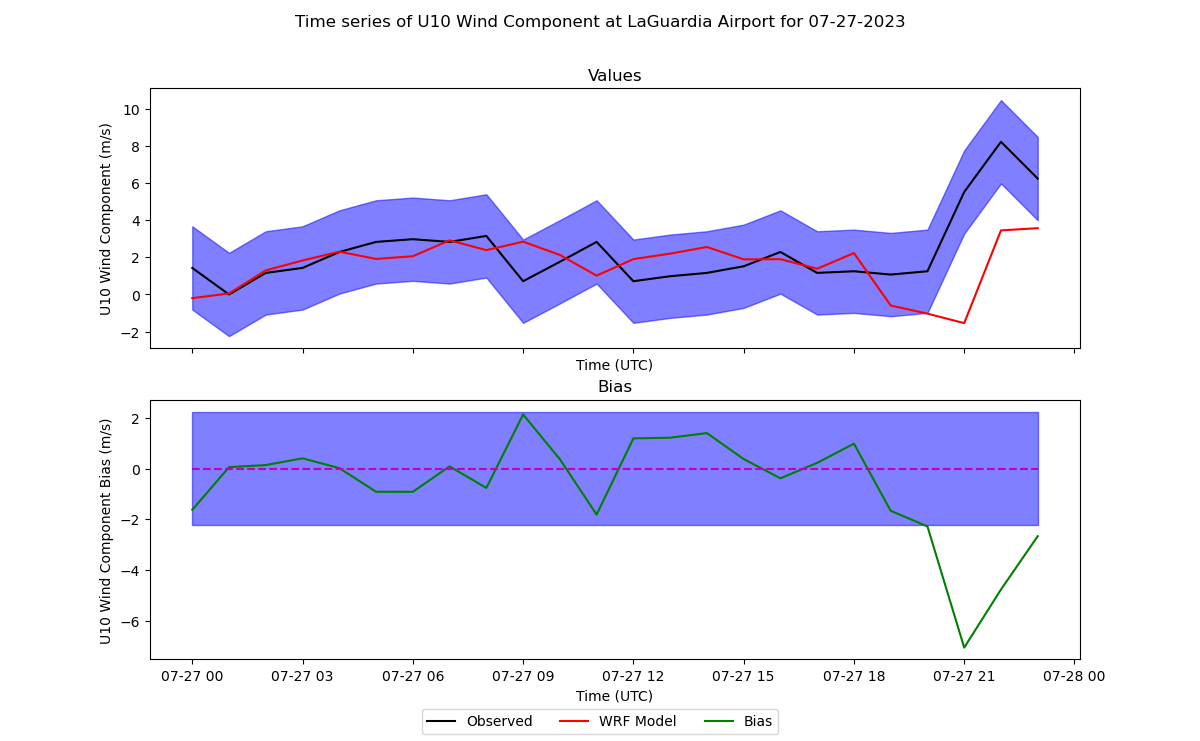 Time series of U10 Wind Component at LaGuardia Airport for 07-27-2023
Values
U10 Wind Component (m/s)
10
8
6
4
2
0
−2
Time (UTC)
Bias
U10 Wind Component Bias (m/s)
2
0
−2
−4
−6
07-27 00 07-27 03 07-27 06 07-27 09 07-27 12 07-27 15 07-27 18 07-27 21 07-28 00
Time (UTC)
Observed WRF Model Bias